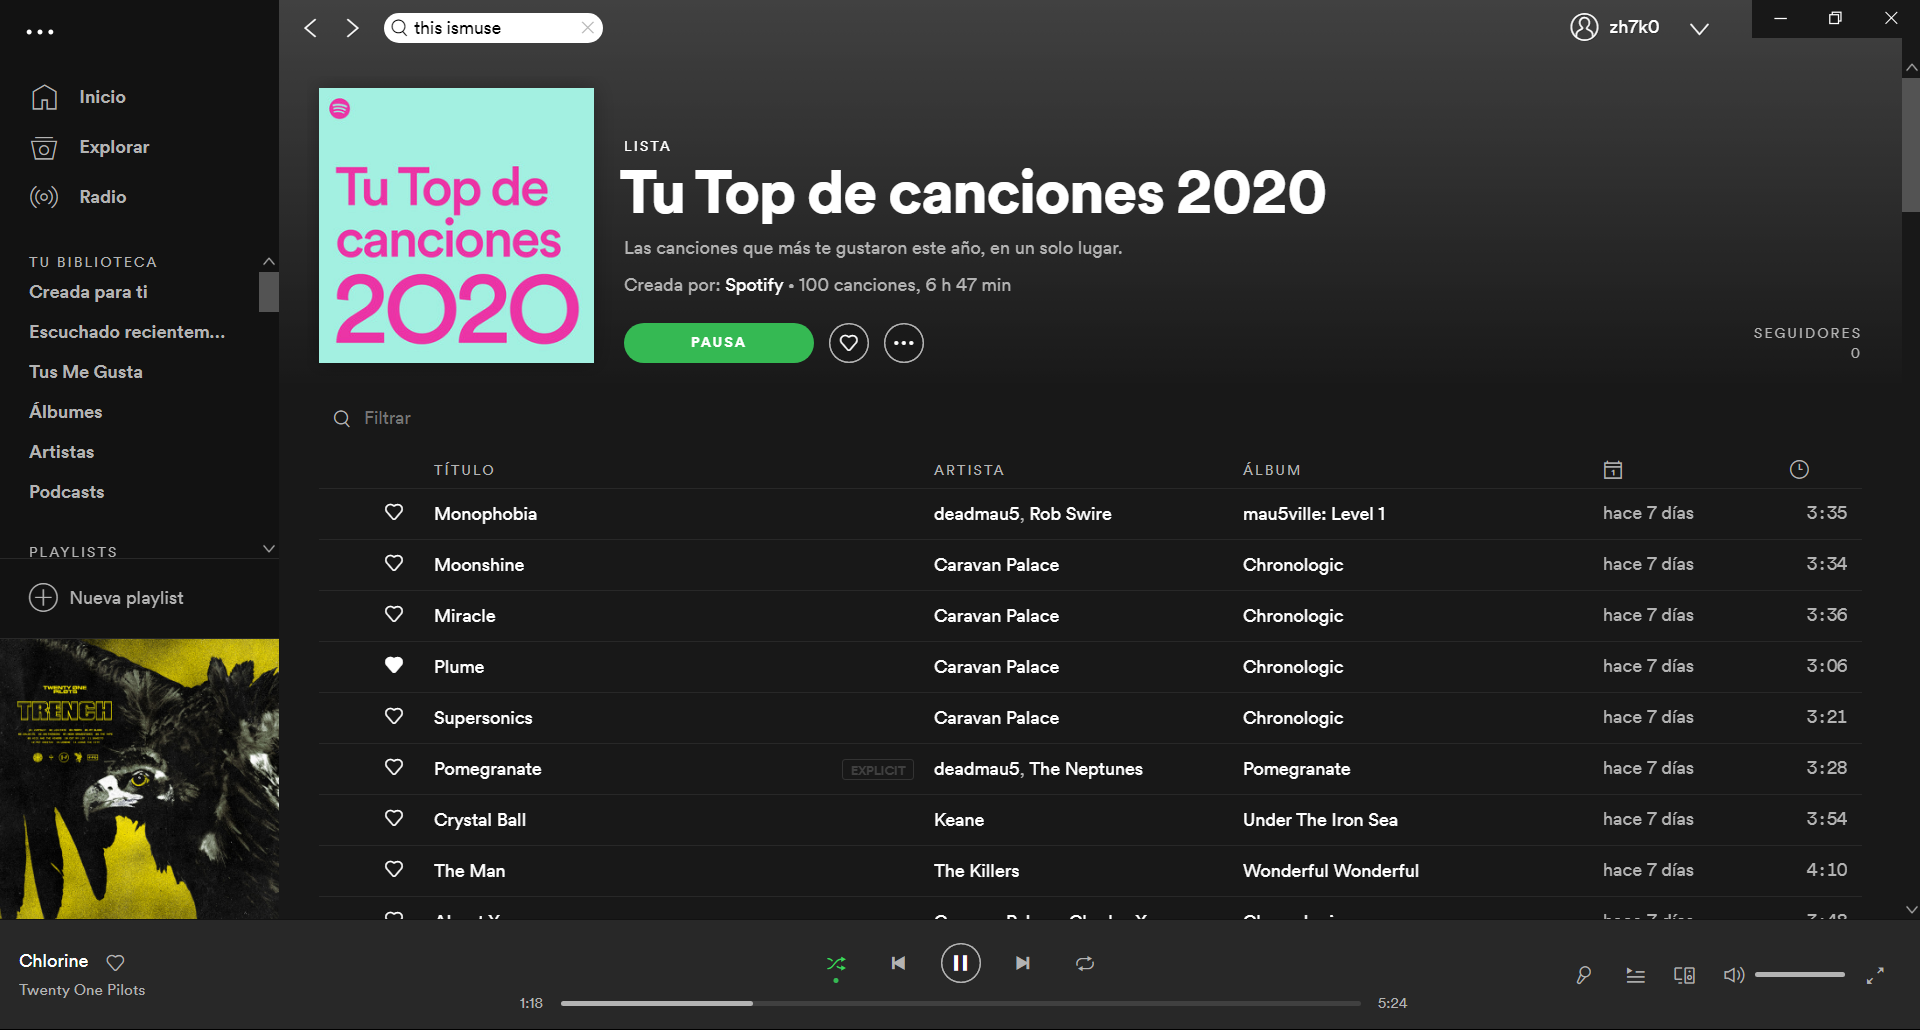 this ismuse
zh7k0
Inicio
Explorar
Radio
TU BIBLIOTECA
Creada para ti
Escuchado recientem...
Tus Me Gusta
Álbumes
Artistas
Podcasts
PLAYLISTS
Nueva playlist
TWENTY ONE
PILOTS
TRENCH
Tu Top de
canciones
2020
LISTA
Tu Top de canciones 2020
Las canciones que más te gustaron este año, en un solo lugar.
Creada por: Spotify • 100 canciones, 6 h 47 min
PAUSA
SEGUIDORES
0
Filtrar
TÍTULO ARTISTA ÁLBUM
Monophobia deadmau5, Rob Swire mau5ville: Level 1 hace 7 días 3:35
Moonshine Caravan Palace Chronologic hace 7 días 3:34
Miracle Caravan Palace Chronologic hace 7 días 3:36
Plume Caravan Palace Chronologic hace 7 días 3:06
Supersonics Caravan Palace Chronologic hace 7 días 3:21
Pomegranate EXPLICIT deadmau5, The Neptunes Pomegranate hace 7 días 3:28
Crystal Ball Keane Under The Iron Sea hace 7 días 3:54
The Man The Killers Wonderful Wonderful hace 7 días 4:10
Chlorine
Twenty One Pilots
1:18 5:24